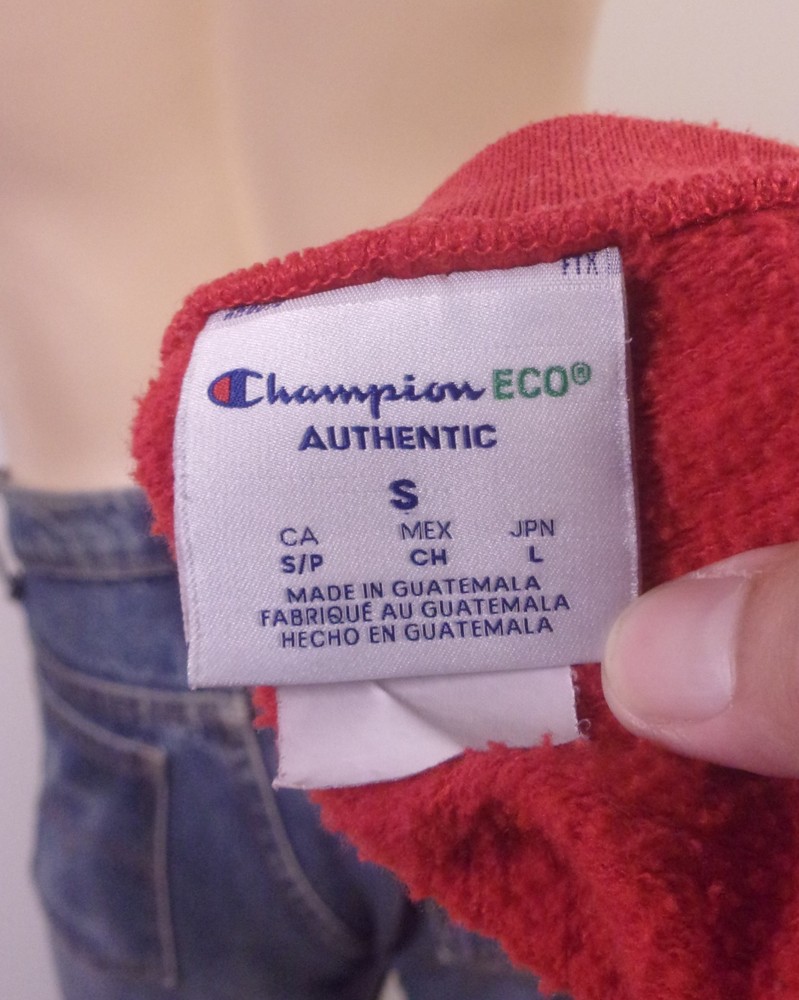 Champion ECO®
AUTHENTIC
S
CA MEX JPN
S/P CH L
MADE IN GUATEMALA
FABRIQUÉ AU GUATEMALA
HECHO EN GUATEMALA